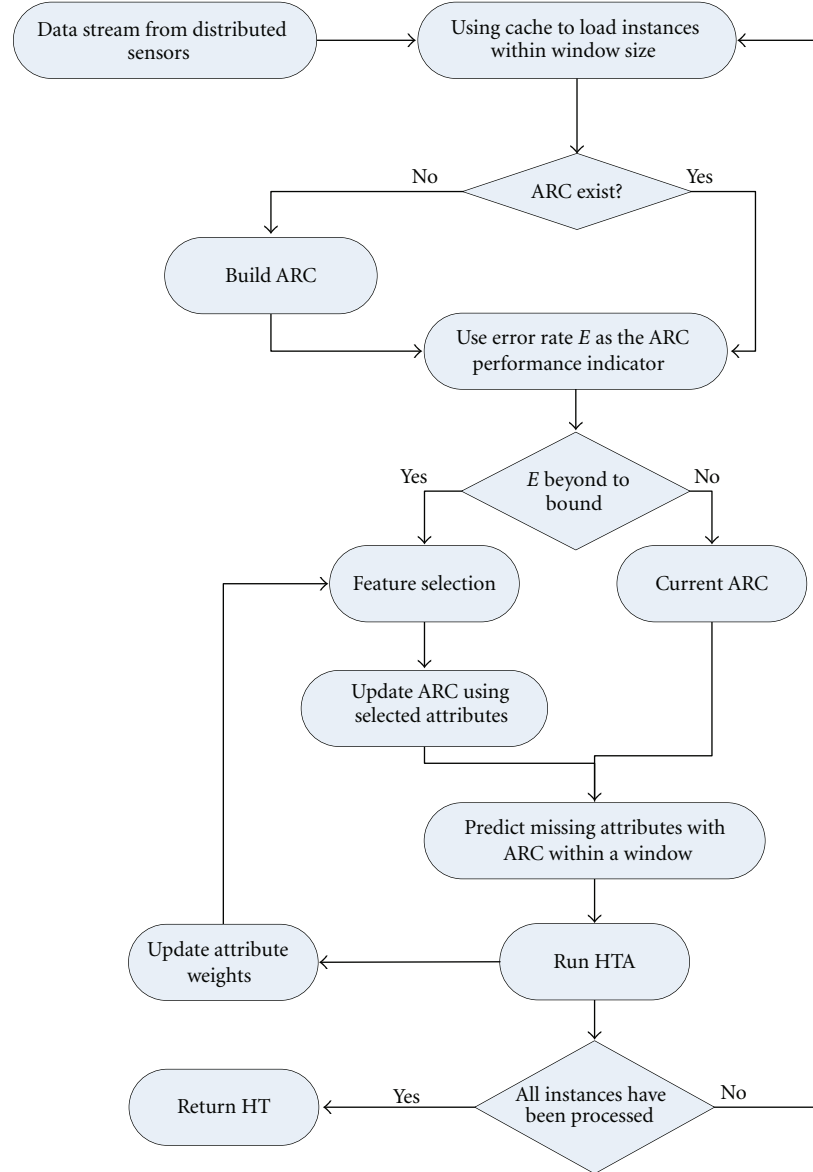 Data stream from distributed
sensors
Using cache to load instances
within window size
ARC exist?
No
Yes
Build ARC
Use error rate E as the ARC
performance indicator
E beyond to
bound
Yes
No
Feature selection
Current ARC
Update ARC using
selected attributes
Predict missing attributes with
ARC within a window
Update attribute
weights
Run HTA
All instances have
been processed
Yes
No
Return HT